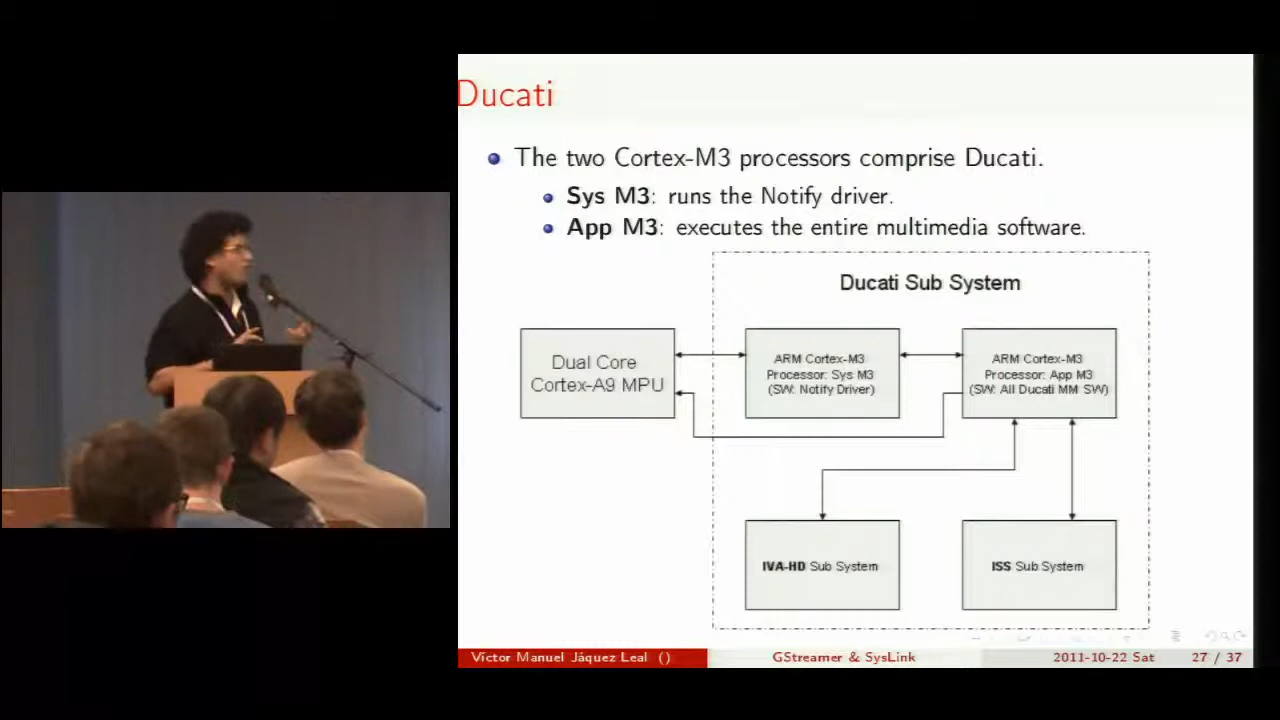 Ducati
The two Cortex-M3 processors comprise Ducati.
Sys M3: runs the Notify driver.
App M3: executes the entire multimedia software.
Ducati Sub System
Dual Core
Cortex-A9 MPU
ARM Cortex-M3
Processor: Sys M3
(SW: Notify Driver)
ARM Cortex-M3
Processor: App M3
(SW: All Ducati MM SW)
IVA-HD Sub System
ISS Sub System
Víctor Manuel Jáquez Leal ()
GStreamer & SysLink
2011-10-22 Sat
27 / 37